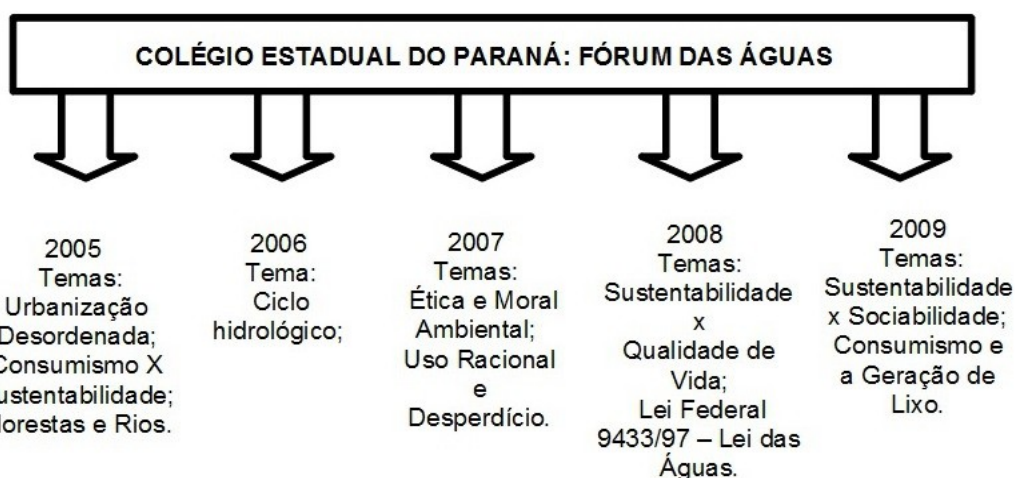 COLÉGIO ESTADUAL DO PARANÁ: FÓRUM DAS ÁGUAS
2005
Temas:
Urbanização
Desordenada;
Consumismo X
ustentabilidade;
lorestas e Rios.
2006
Tema:
Ciclo
hidrológico;
2007
Temas:
Ética e Moral
Ambiental;
Uso Racional
e
Desperdício.
2008
Temas:
Sustentabilidade
x
Qualidade de
Vida;
Lei Federal
9433/97 – Lei das
Águas.
2009
Temas:
Sustentabilidade
x Sociabilidade;
Consumismo e
a Geração de
Lixo.